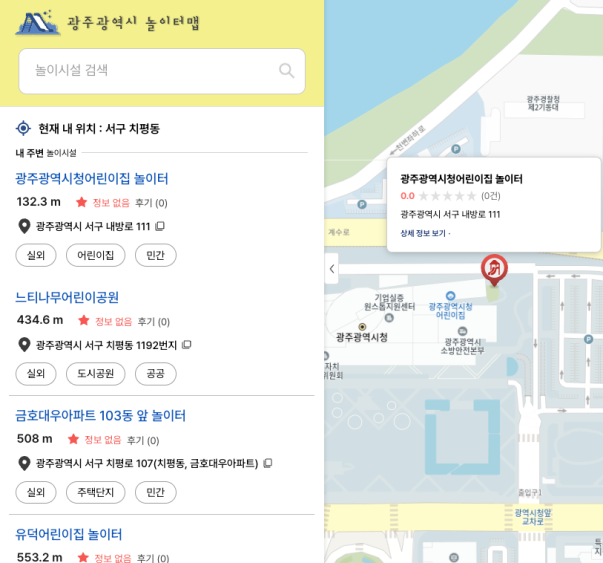 광주광역시 놀이터맵
놀이시설 검색
현재 내 위치 : 서구 치평동
내 주변 놀이시설
광주광역시청어린이집 놀이터
132.3 m ★ 정보 없음 후기 (0)
광주광역시 서구 내방로 111
실외 어린이집 민간
느티나무어린이공원
434.6 m ★ 정보 없음 후기 (0)
광주광역시 서구 치평동 1192번지
실외 도시공원 공공
금호대우아파트 103동 앞 놀이터
508 m ★ 정보 없음 후기 (0)
광주광역시 서구 치평로 107(치평동, 금호대우아파트)
실외 주택단지 민간
유덕어린이집 놀이터
553.2 m ★ 정보 없음 후기 (0)
광주경찰청
제2기동대
천변좌하로
P
광주광역시청어린이집 놀이터
0.0 ★★★★★ (0건)
광주광역시 서구 내방로 111
상세 정보 보기 ·
P
계수로
기업실증
원스톱지원센터
광주광역시청
어린이집
광주광역시청
광주광역시
소방안전본부
P
자치
위원회
출입구1
광역시청앞
교차로
특
지